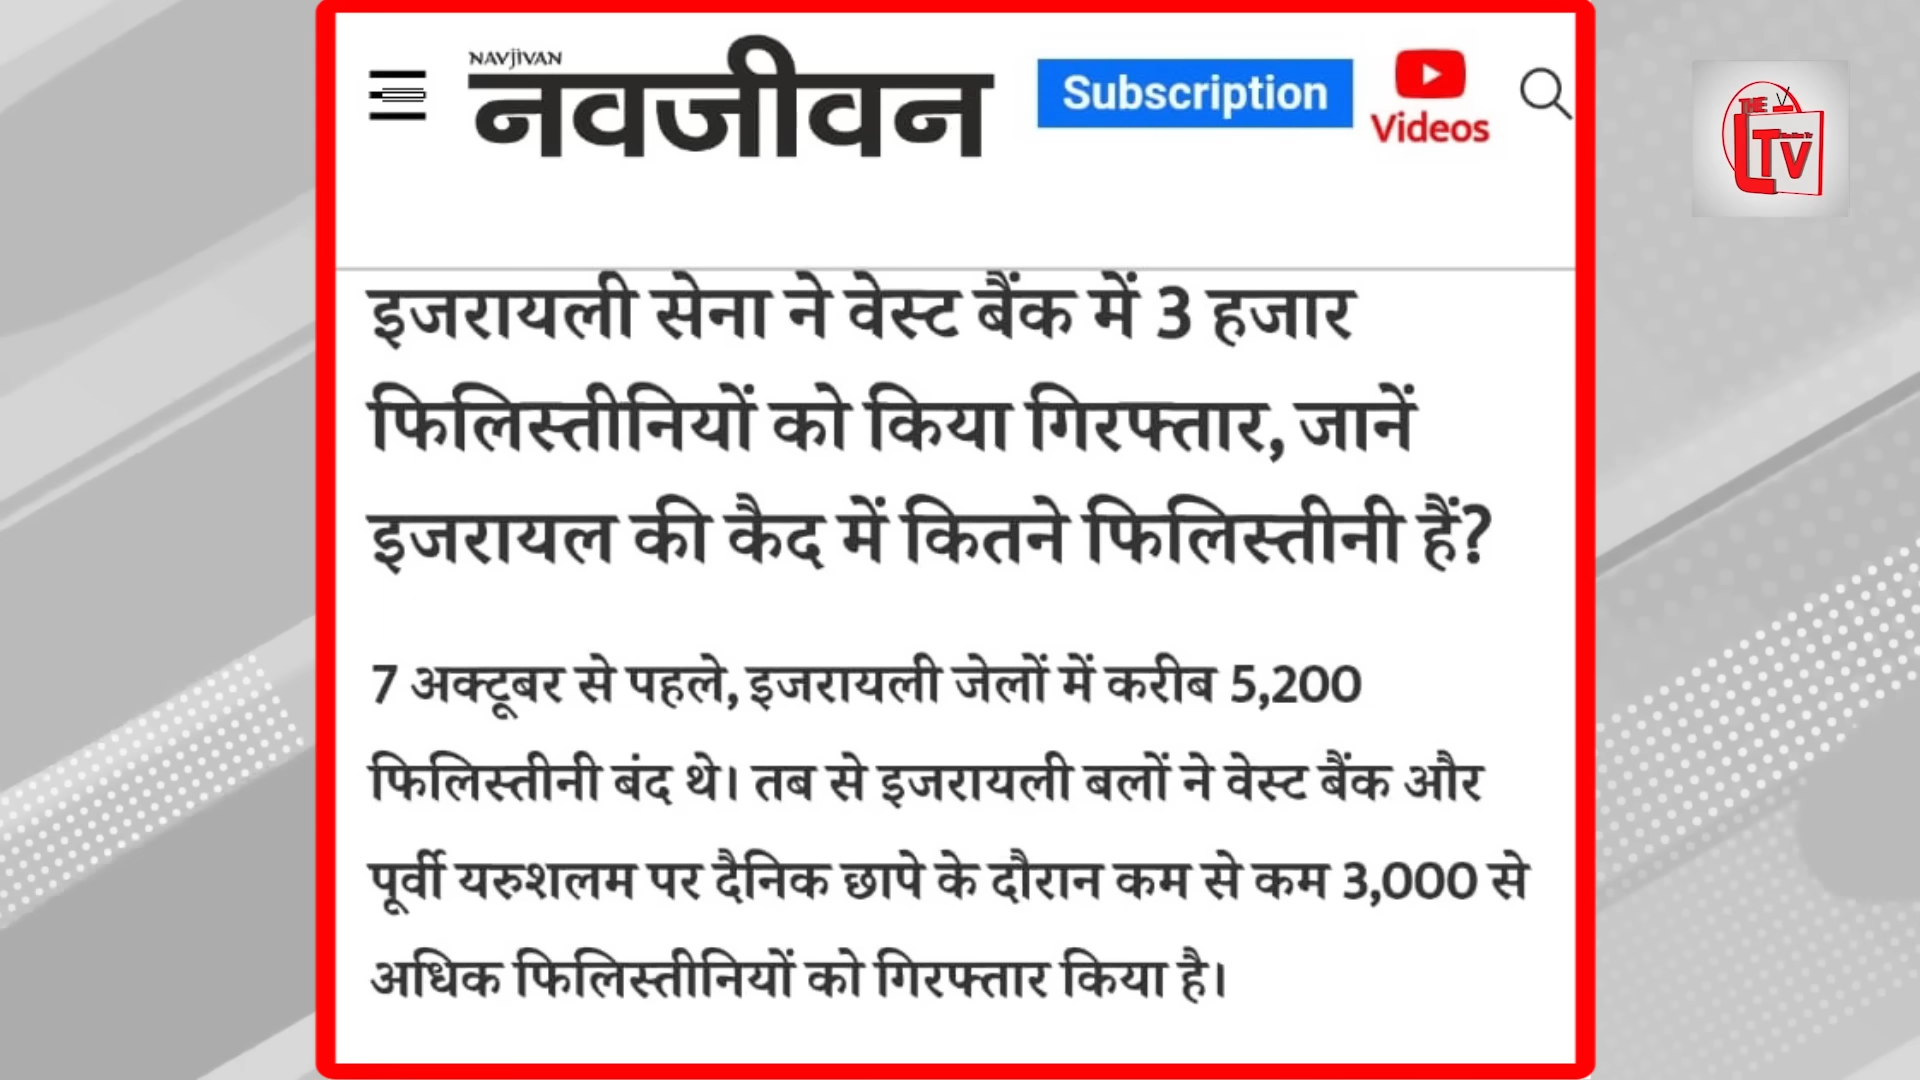 NAVJIVAN
नवजीवन
Subscription
Videos
THE
TV
इजरायली सेना ने वेस्ट बैंक में 3 हजार
फिलिस्तीनियों को किया गिरफ्तार, जानें
इजरायल की कैद में कितने फिलिस्तीनी हैं?
7 अक्टूबर से पहले, इजरायली जेलों में करीब 5,200
फिलिस्तीनी बंद थे। तब से इजरायली बलों ने वेस्ट बैंक और
पूर्वी यरुशलम पर दैनिक छापे के दौरान कम से कम 3,000 से
अधिक फिलिस्तीनियों को गिरफ्तार किया है।